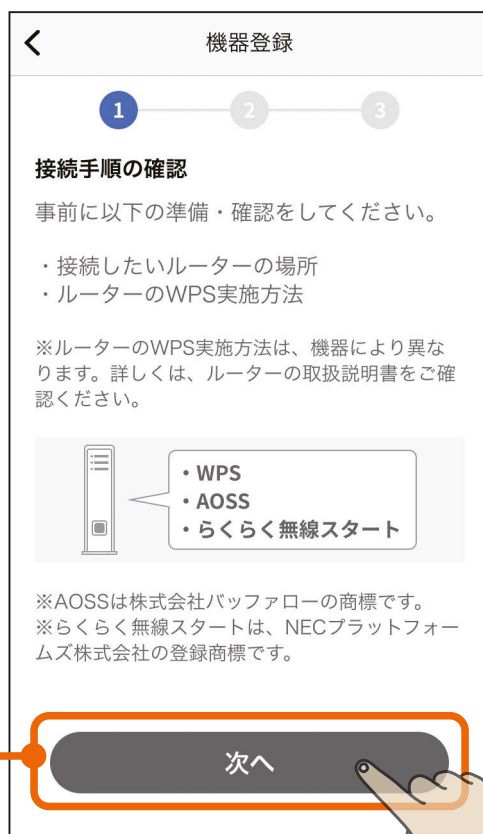 機器登録
1 2 3
接続手順の確認
事前に以下の準備・確認をしてください。
・接続したいルーターの場所
・ルーターのWPS実施方法
※ルーターのWPS実施方法は、機器により異な
ります。詳しくは、ルーターの取扱説明書をご確
認ください。
・WPS
・AOSS
・らくらく無線スタート
※AOSSは株式会社バッファローの商標です。
※らくらく無線スタートは、NECプラットフォー
ムズ株式会社の登録商標です。
次へ